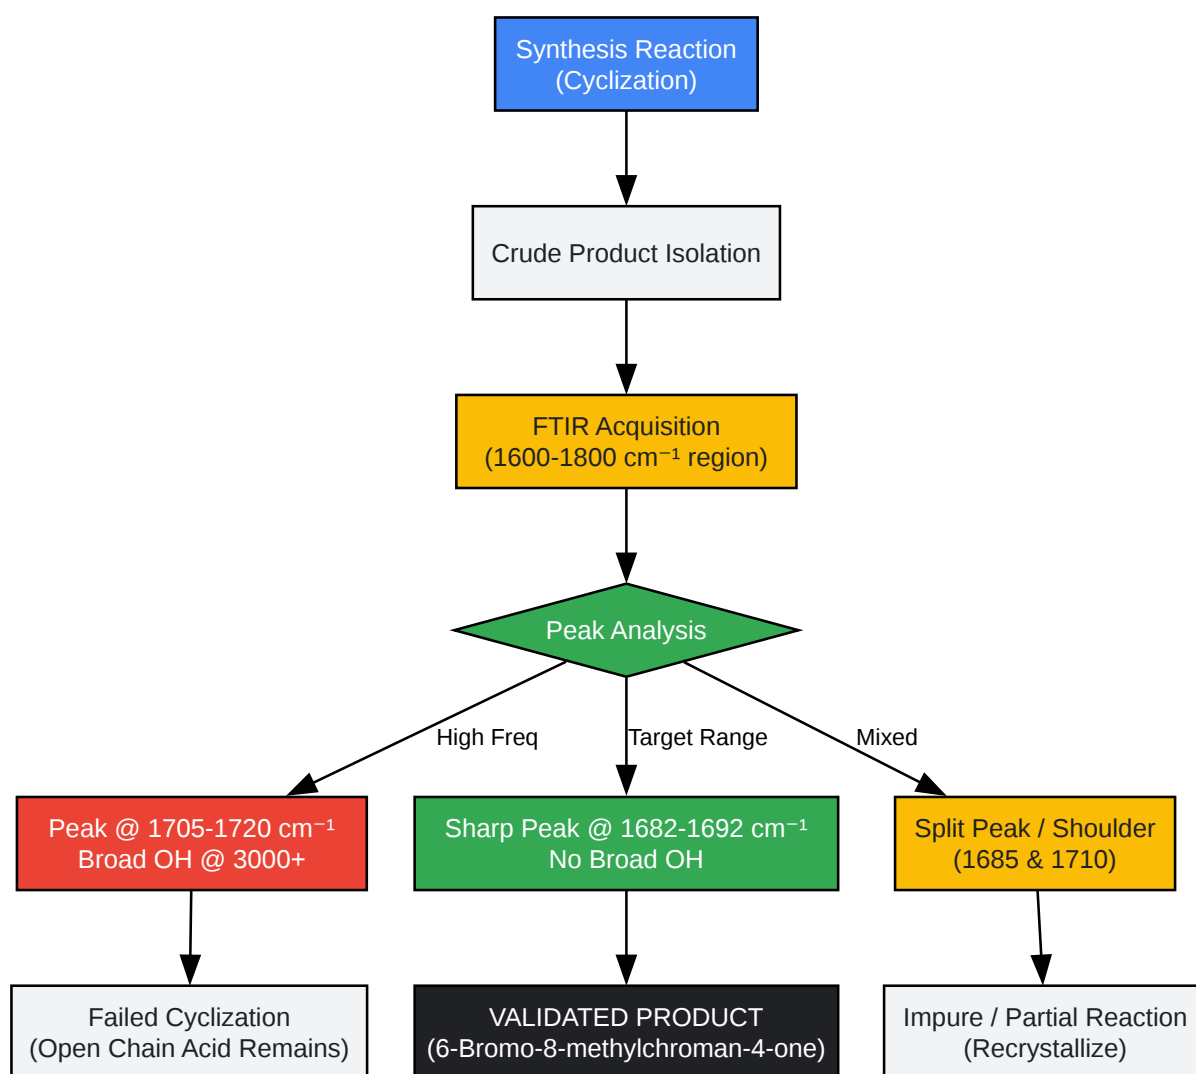 Synthesis Reaction
(Cyclization)
Crude Product Isolation
FTIR Acquisition
(1600-1800 cm⁻¹ region)
Peak Analysis
High Freq
Target Range
Mixed
Peak @ 1705-1720 cm⁻¹
Broad OH @ 3000+
Sharp Peak @ 1682-1692 cm⁻¹
No Broad OH
Split Peak / Shoulder
(1685 & 1710)
Failed Cyclization
(Open Chain Acid Remains)
VALIDATED PRODUCT
(6-Bromo-8-methylchroman-4-one)
Impure / Partial Reaction
(Recrystallize)